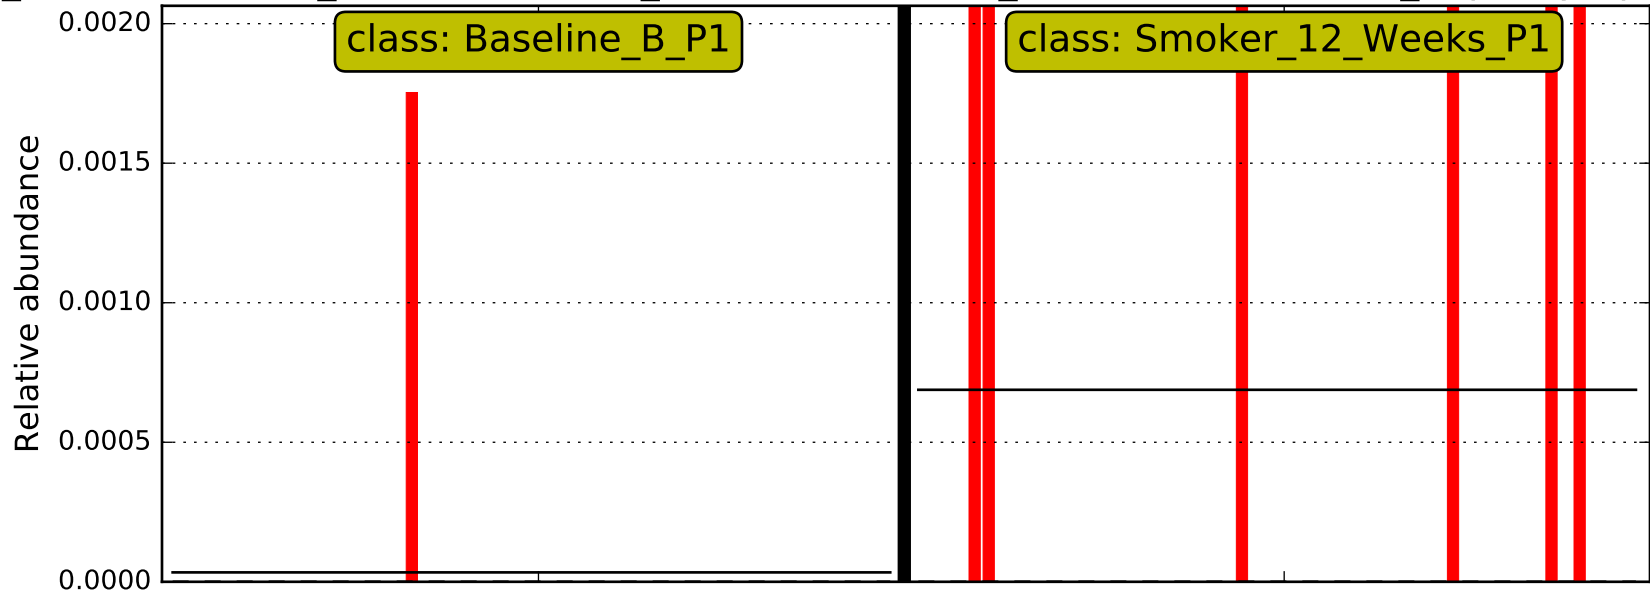 class: Baseline_B_P1
class: Smoker_12_Weeks_P1
Relative abundance
0.0020
0.0015
0.0010
0.0005
0.0000